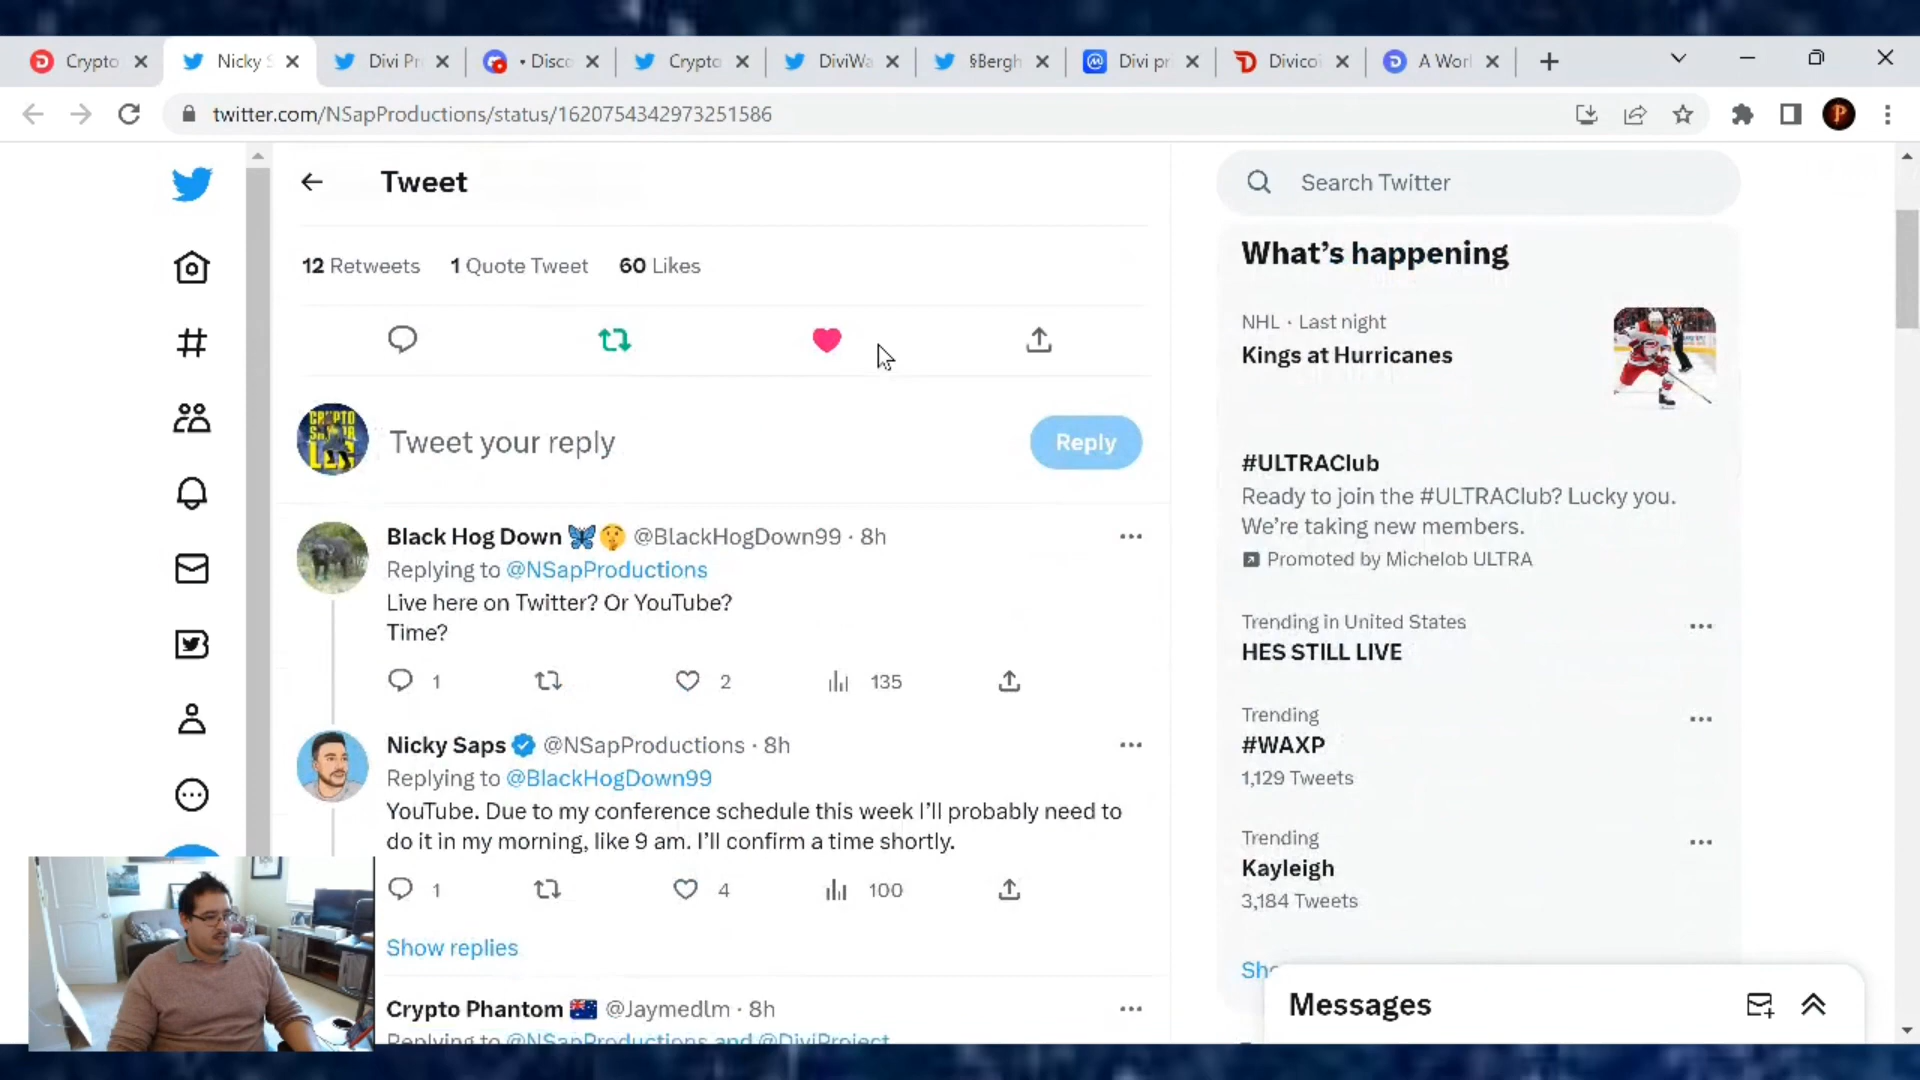 Crypto
Nicky S
Divi Pr
• Disco
Crypto
DiviWa
§Bergh
Divi pr
Divico
A Worl
twitter.com/NSapProductions/status/1620754342973251586
Tweet
12 Retweets 1 Quote Tweet 60 Likes
Tweet your reply
Reply
Black Hog Down 🦋🤫 @BlackHogDown99 · 8h
Replying to @NSapProductions
Live here on Twitter? Or YouTube?
Time?
1 2 135
Nicky Saps @NSapProductions · 8h
Replying to @BlackHogDown99
YouTube. Due to my conference schedule this week I'll probably need to
do it in my morning, like 9 am. I'll confirm a time shortly.
1 4 100
Show replies
Crypto Phantom 🇦🇺 @Jaymedlm · 8h
Replying to @NSapProductions and @DiviProject
Search Twitter
What's happening
NHL · Last night
Kings at Hurricanes
#ULTRAClub
Ready to join the #ULTRAClub? Lucky you.
We're taking new members.
Promoted by Michelob ULTRA
Trending in United States
HES STILL LIVE
Trending
#WAXP
1,129 Tweets
Trending
Kayleigh
3,184 Tweets
Messages